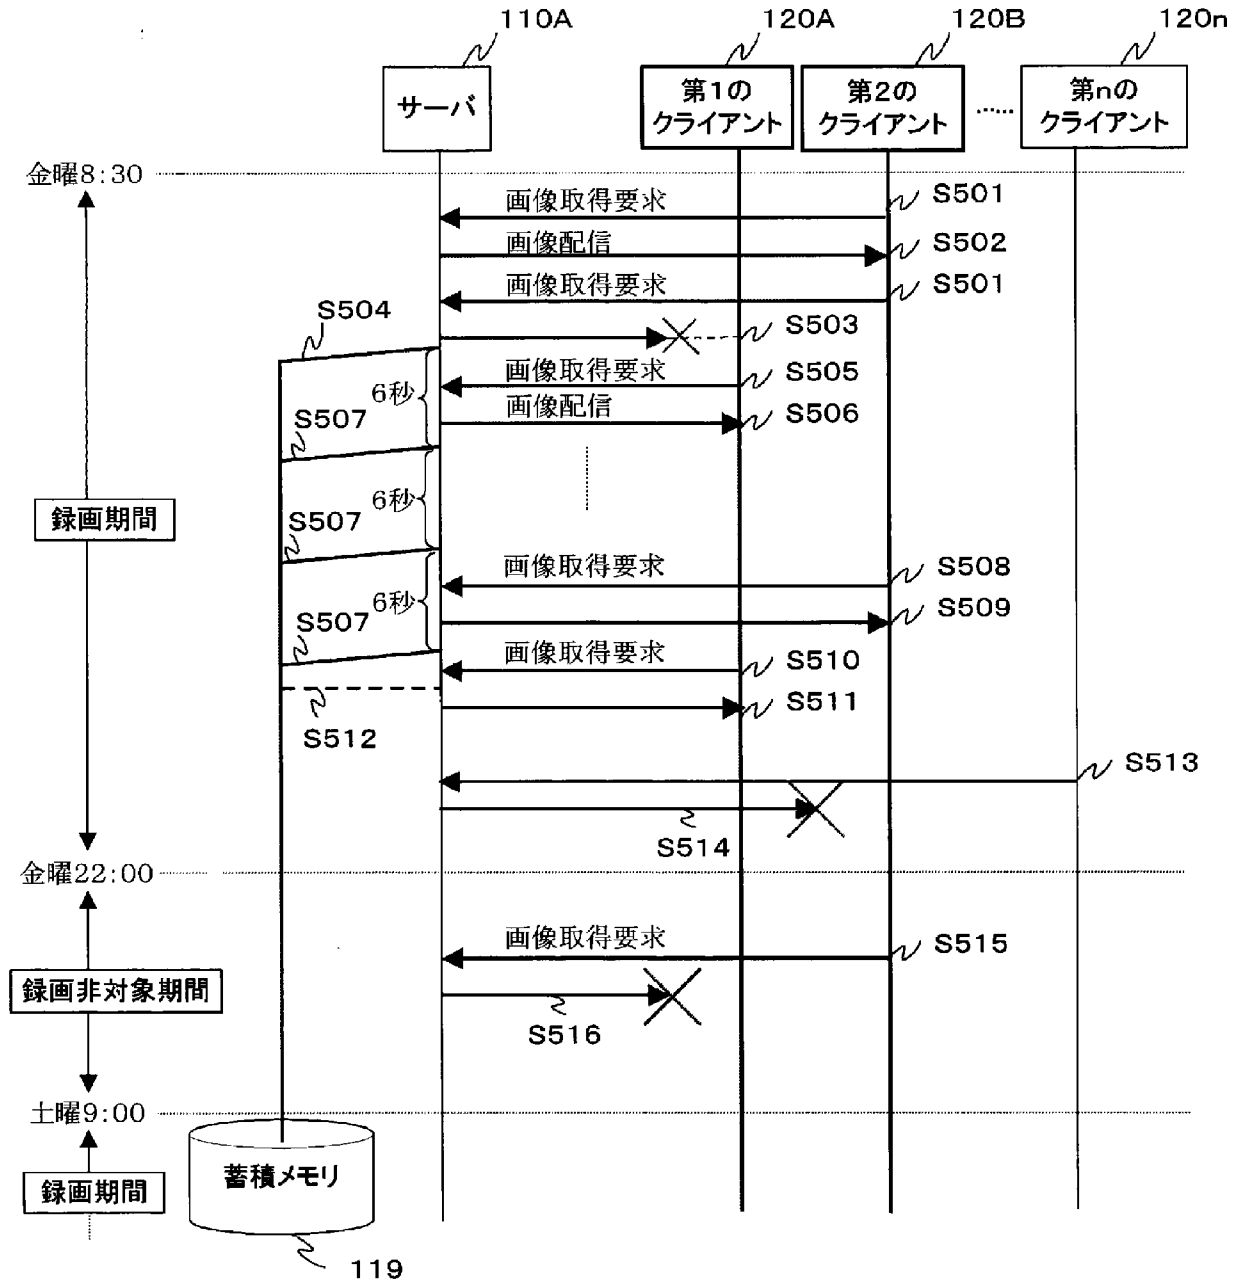 110A
120A
120B
120n
サーバ
第1の
クライアント
第2の
クライアント
……
第nの
クライアント
金曜8:30
画像取得要求
S501
画像配信
S502
画像取得要求
S501
S504
S503
6秒
画像取得要求
S505
画像配信
S506
S507
6秒
録画期間
S507
画像取得要求
S508
6秒
S507
S509
画像取得要求
S510
S511
S512
S513
S514
金曜22:00
画像取得要求
S515
録画非対象期間
S516
土曜9:00
蓄積メモリ
録画期間
119